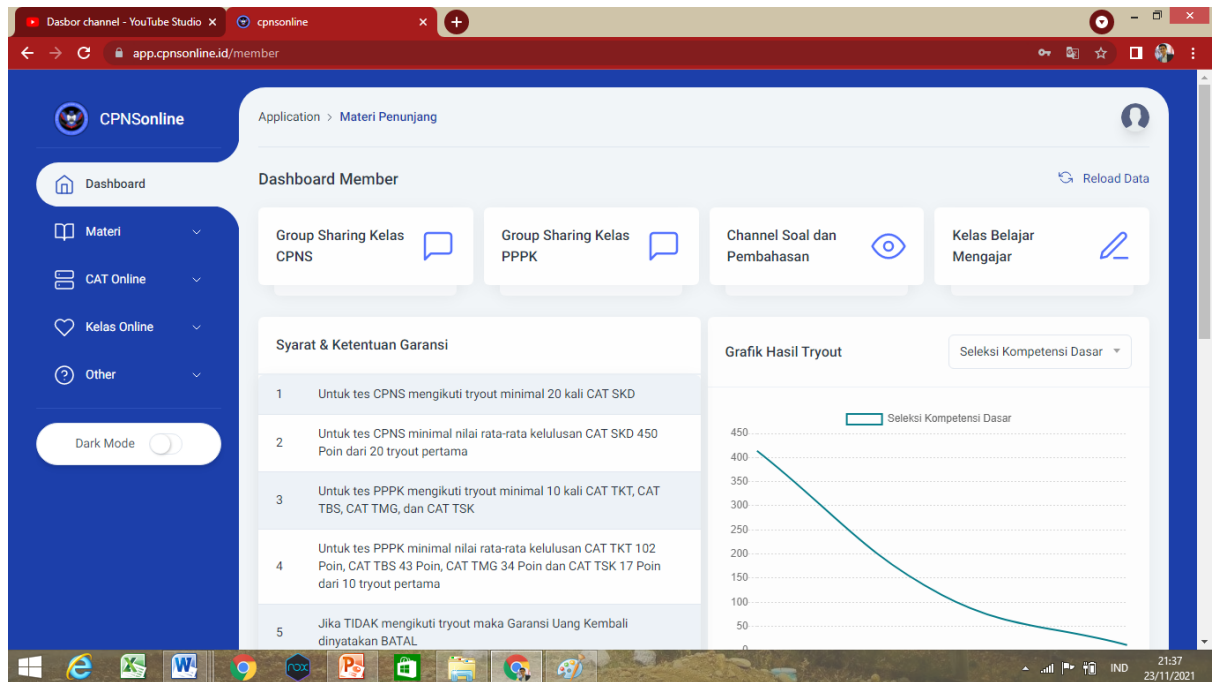 Dasbor channel - YouTube Studio
cpnsonline
app.cpnsonline.id/member
CPNSonline
Application > Materi Penunjang
Dashboard
Materi
CAT Online
Kelas Online
Other
Dark Mode
Dashboard Member
Reload Data
Group Sharing Kelas
CPNS
Group Sharing Kelas
PPPK
Channel Soal dan
Pembahasan
Kelas Belajar
Mengajar
Syarat & Ketentuan Garansi
1 Untuk tes CPNS mengikuti tryout minimal 20 kali CAT SKD
2 Untuk tes CPNS minimal nilai rata-rata kelulusan CAT SKD 450
Poin dari 20 tryout pertama
3 Untuk tes PPPK mengikuti tryout minimal 10 kali CAT TKT, CAT
TBS, CAT TMG, dan CAT TSK
4 Untuk tes PPPK minimal nilai rata-rata kelulusan CAT TKT 102
Poin, CAT TBS 43 Poin, CAT TMG 34 Poin dan CAT TSK 17 Poin
dari 10 tryout pertama
5 Jika TIDAK mengikuti tryout maka Garansi Uang Kembali
dinyatakan BATAL
Grafik Hasil Tryout
Seleksi Kompetensi Dasar
Seleksi Kompetensi Dasar
450
400
350
300
250
200
150
100
50
0
IND
21:37
23/11/2021